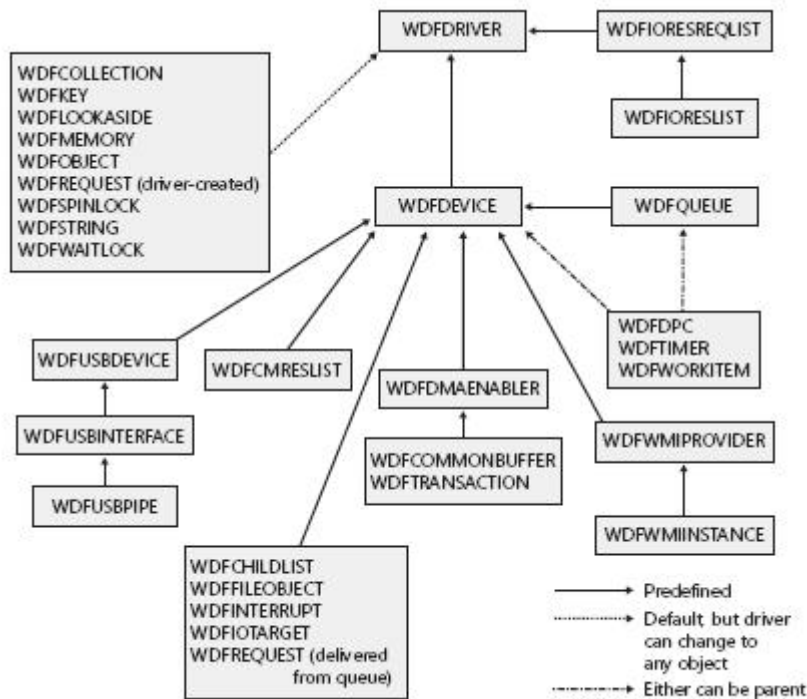 WDFDRIVER
WDFIORESREQLIST
WDFCOLLECTION
WDFKEY
WDFLOOKASIDE
WDFMEMORY
WDFOBJECT
WDFREQUEST (driver-created)
WDFSPINLOCK
WDFSTRING
WDFWAITLOCK
WDFIORESLIST
WDFDEVICE
WDFQUEUE
WDFDPC
WDFTIMER
WDFWORKITEM
WDFUSBDEVICE
WDFCMRESLIST
WDFDMAENABLER
WDFUSBINTERFACE
WDFWMIPROVIDER
WDFCOMMONBUFFER
WDFTRANSACTION
WDFUSBPIPE
WDFWMIINSTANCE
WDFCHILDLIST
WDFFILEOBJECT
WDFINTERRUPT
WDFIOTARGET
WDFREQUEST (delivered
from queue)
Predefined
Default, but driver
can change to
any object
Either can be parent